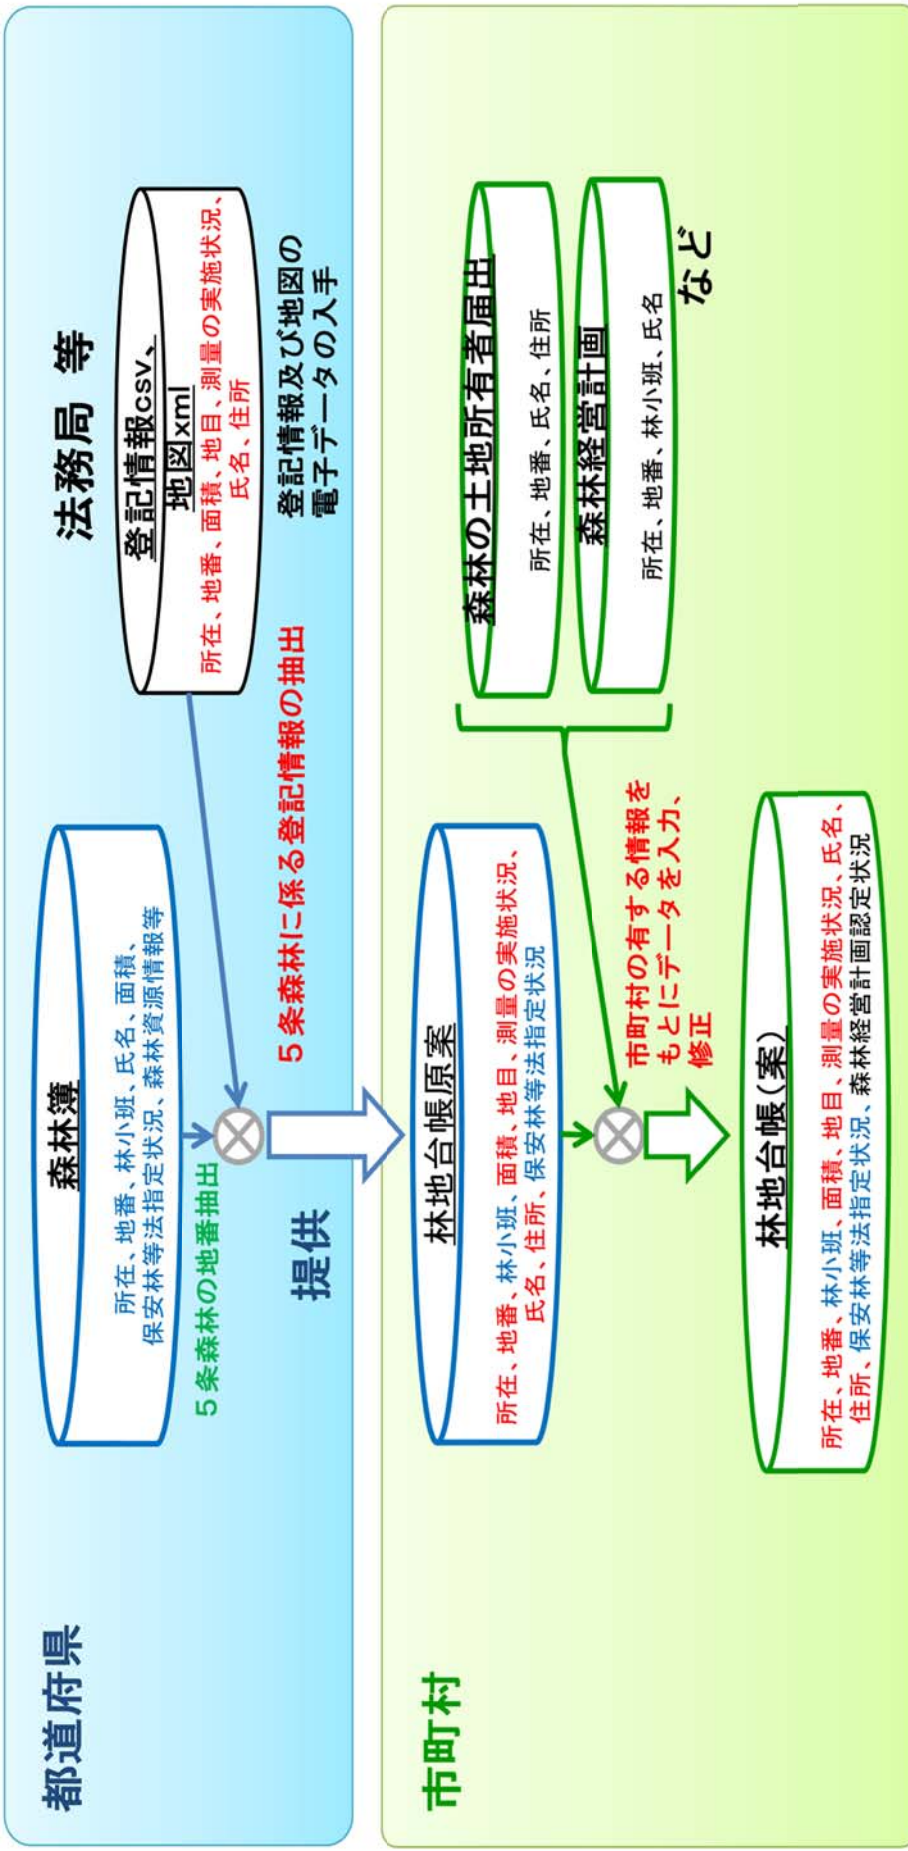 都道府県
森林簿
所在、地番、林小班、氏名、面積、
保安林等法指定状況、森林資源情報等
5条森林の地番抽出
法務局 等
登記情報csv、
地図xml
所在、地番、面積、地目、測量の実施状況、
氏名、住所
登記情報及び地図の
電子データの入手
5条森林に係る登記情報の抽出
提供
市町村
林地台帳原案
所在、地番、林小班、面積、地目、測量の実施状況、
氏名、住所、保安林等法指定状況
森林の土地所有者届出
所在、地番、氏名、住所
森林経営計画
所在、地番、林小班、氏名
など
市町村の有する情報を
もとにデータを入力、
修正
林地台帳(案)
所在、地番、林小班、面積、地目、測量の実施状況、氏名、
住所、保安林等法指定状況、森林経営計画認定状況